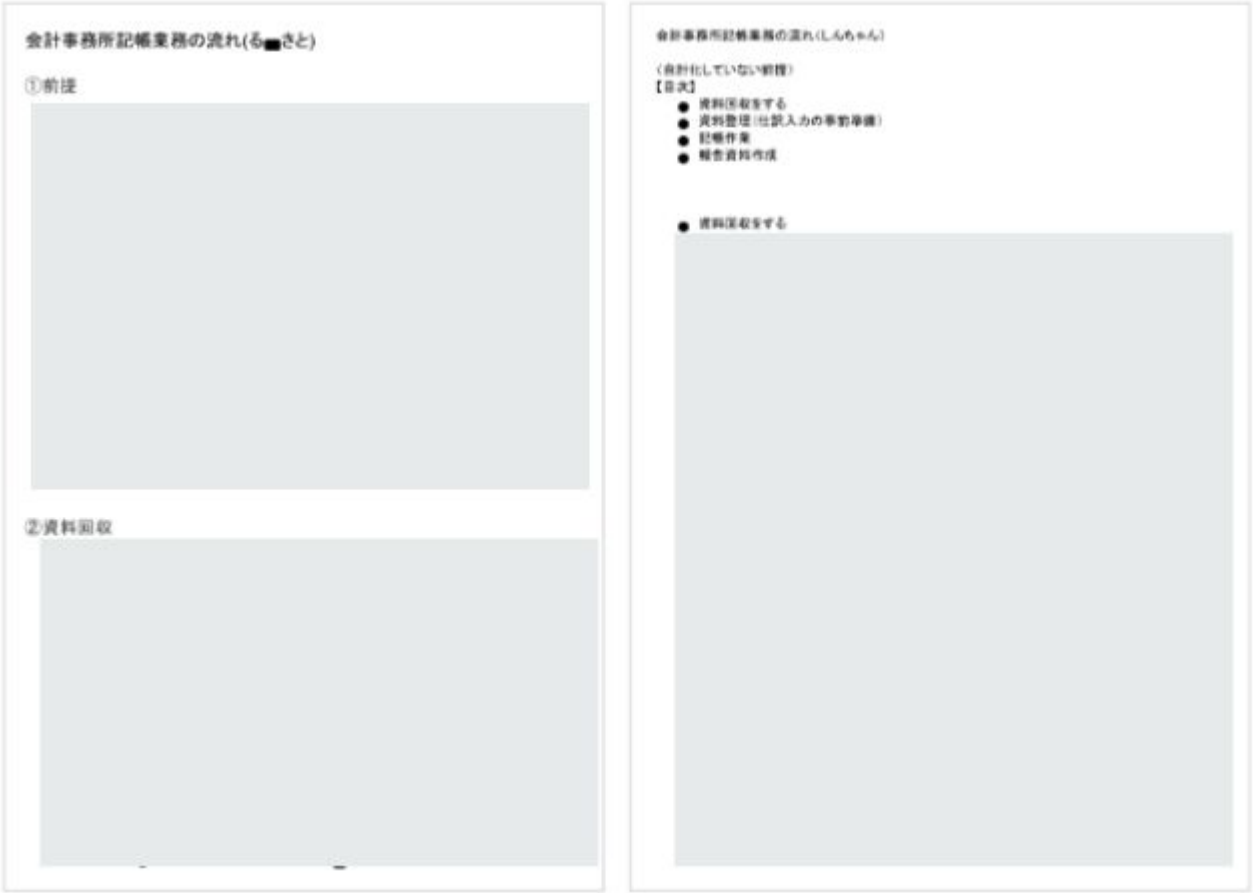 会計事務所記帳業務の流れ(る さと)
①前提
②資料回収
会計事務所記帳業務の流れ(しんちゃん)
(自計化していない前提)
【目次】
● 資料回収をする
● 資料整理(仕訳入力の事前準備)
● 記帳作業
● 報告資料作成
● 資料回収をする